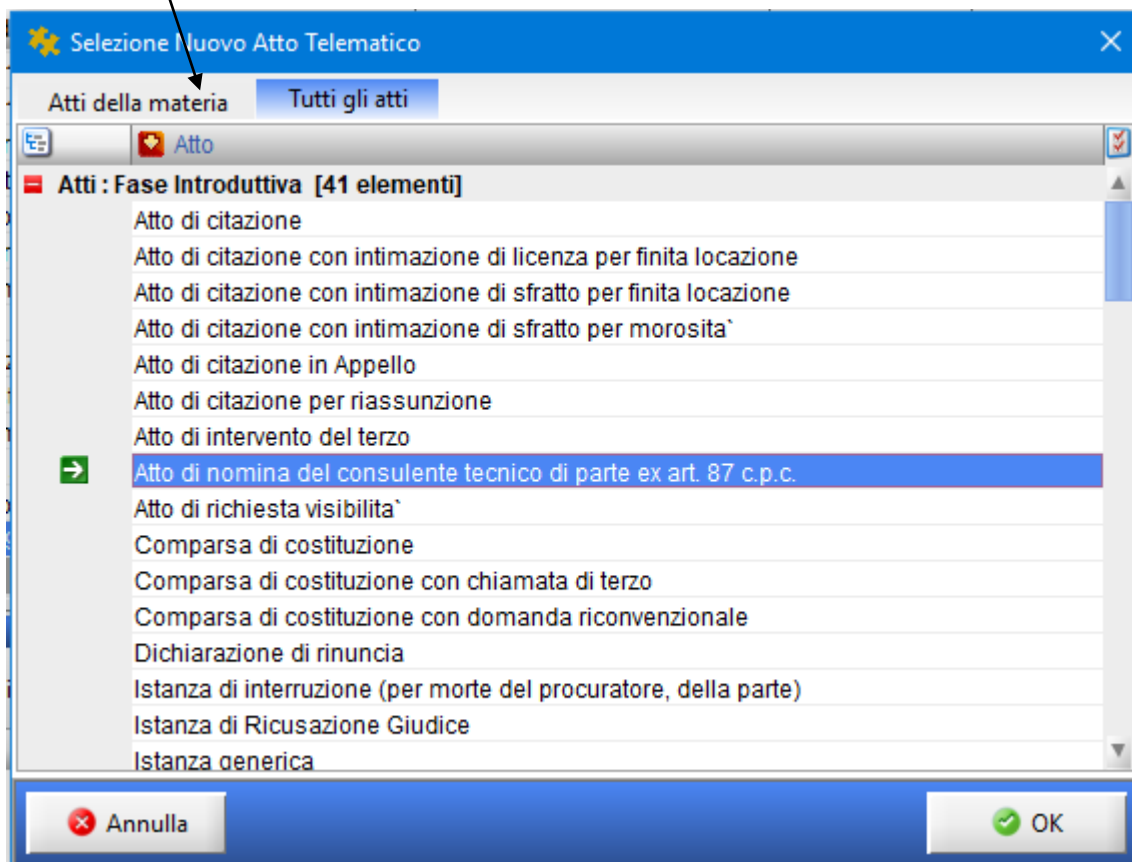 Selezione Nuovo Atto Telematico
Atti della materia Tutti gli atti
Atto
Atti : Fase Introduttiva [41 elementi]
Atto di citazione
Atto di citazione con intimazione di licenza per finita locazione
Atto di citazione con intimazione di sfratto per finita locazione
Atto di citazione con intimazione di sfratto per morosita`
Atto di citazione in Appello
Atto di citazione per riassunzione
Atto di intervento del terzo
Atto di nomina del consulente tecnico di parte ex art. 87 c.p.c.
Atto di richiesta visibilita`
Comparsa di costituzione
Comparsa di costituzione con chiamata di terzo
Comparsa di costituzione con domanda riconvenzionale
Dichiarazione di rinuncia
Istanza di interruzione (per morte del procuratore, della parte)
Istanza di Ricusazione Giudice
Istanza generica
Annulla OK